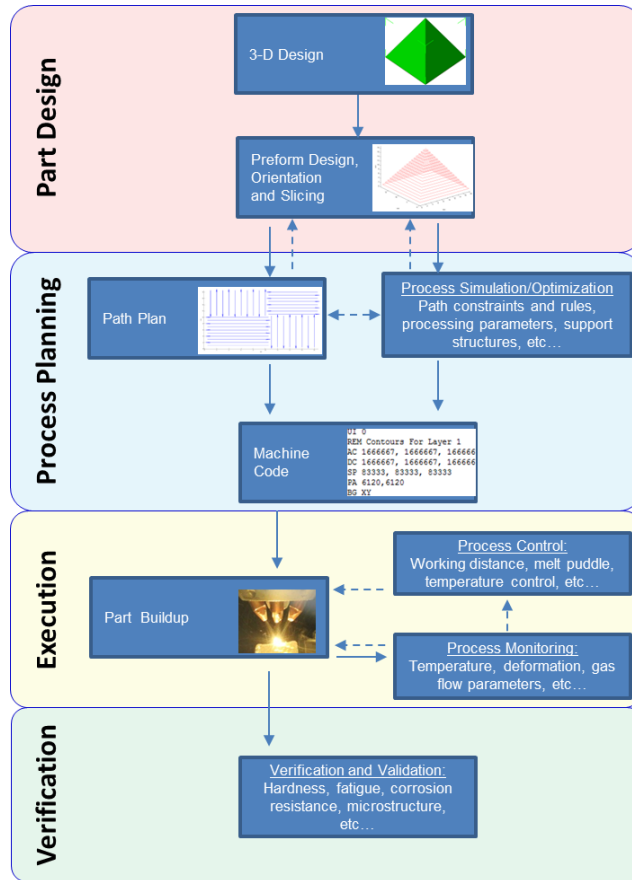 Part Design
3-D Design
Preform Design,
Orientation
and Slicing
Process Planning
Path Plan
Process Simulation/Optimization
Path constraints and rules,
processing parameters, support
structures, etc…
Machine
Code
UI 0
REM Contours For Layer 1
AC 1666667, 1666667, 166666
DC 1666667, 1666667, 166666
SP 83333, 83333, 83333
PA 6120,6120
BG XY
Execution
Part Buildup
Process Control:
Working distance, melt puddle,
temperature control, etc…
Process Monitoring:
Temperature, deformation, gas
flow parameters, etc…
Verification
Verification and Validation:
Hardness, fatigue, corrosion
resistance, microstructure,
etc…